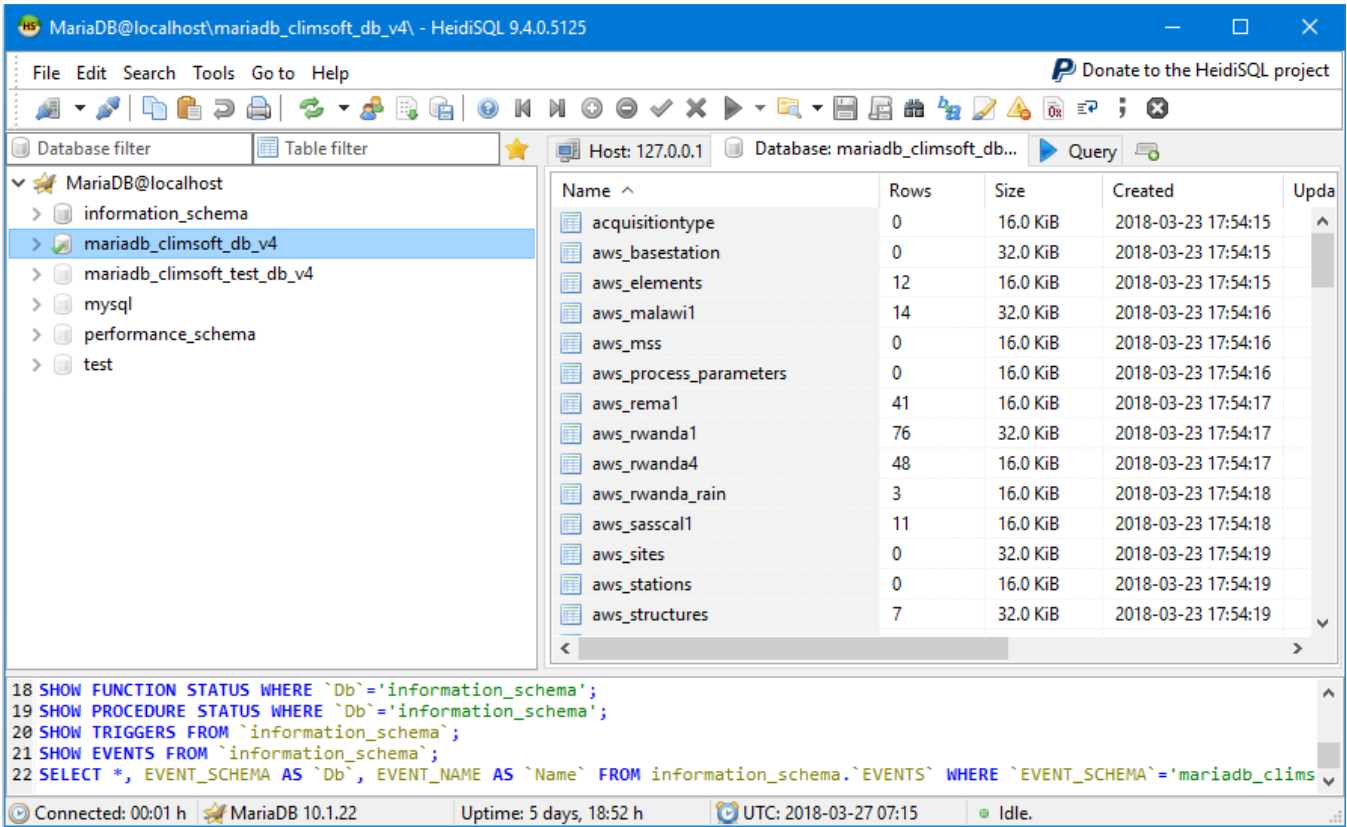 MariaDB@localhost\mariadb_climsoft_db_v4\ - HeidiSQL 9.4.0.5125
File Edit Search Tools Go to Help
Donate to the HeidiSQL project
Database filter Table filter
Host: 127.0.0.1 Database: mariadb_climsoft_db... Query
MariaDB@localhost
information_schema
mariadb_climsoft_db_v4
mariadb_climsoft_test_db_v4
mysql
performance_schema
test
Name Rows Size Created Upda
acquisitiontype 0 16.0 KiB 2018-03-23 17:54:15
aws_basestation 0 32.0 KiB 2018-03-23 17:54:15
aws_elements 12 16.0 KiB 2018-03-23 17:54:15
aws_malawi1 14 32.0 KiB 2018-03-23 17:54:16
aws_mss 0 16.0 KiB 2018-03-23 17:54:16
aws_process_parameters 0 16.0 KiB 2018-03-23 17:54:16
aws_rema1 41 16.0 KiB 2018-03-23 17:54:17
aws_rwanda1 76 32.0 KiB 2018-03-23 17:54:17
aws_rwanda4 48 16.0 KiB 2018-03-23 17:54:17
aws_rwanda_rain 3 16.0 KiB 2018-03-23 17:54:18
aws_sasscal1 11 16.0 KiB 2018-03-23 17:54:18
aws_sites 0 32.0 KiB 2018-03-23 17:54:19
aws_stations 0 16.0 KiB 2018-03-23 17:54:19
aws_structures 7 32.0 KiB 2018-03-23 17:54:19
18 SHOW FUNCTION STATUS WHERE `Db`='information_schema';
19 SHOW PROCEDURE STATUS WHERE `Db`='information_schema';
20 SHOW TRIGGERS FROM `information_schema`;
21 SHOW EVENTS FROM `information_schema`;
22 SELECT *, EVENT_SCHEMA AS `Db`, EVENT_NAME AS `Name` FROM information_schema.`EVENTS` WHERE `EVENT_SCHEMA`='mariadb_clims
Connected: 00:01 h MariaDB 10.1.22 Uptime: 5 days, 18:52 h UTC: 2018-03-27 07:15 Idle.